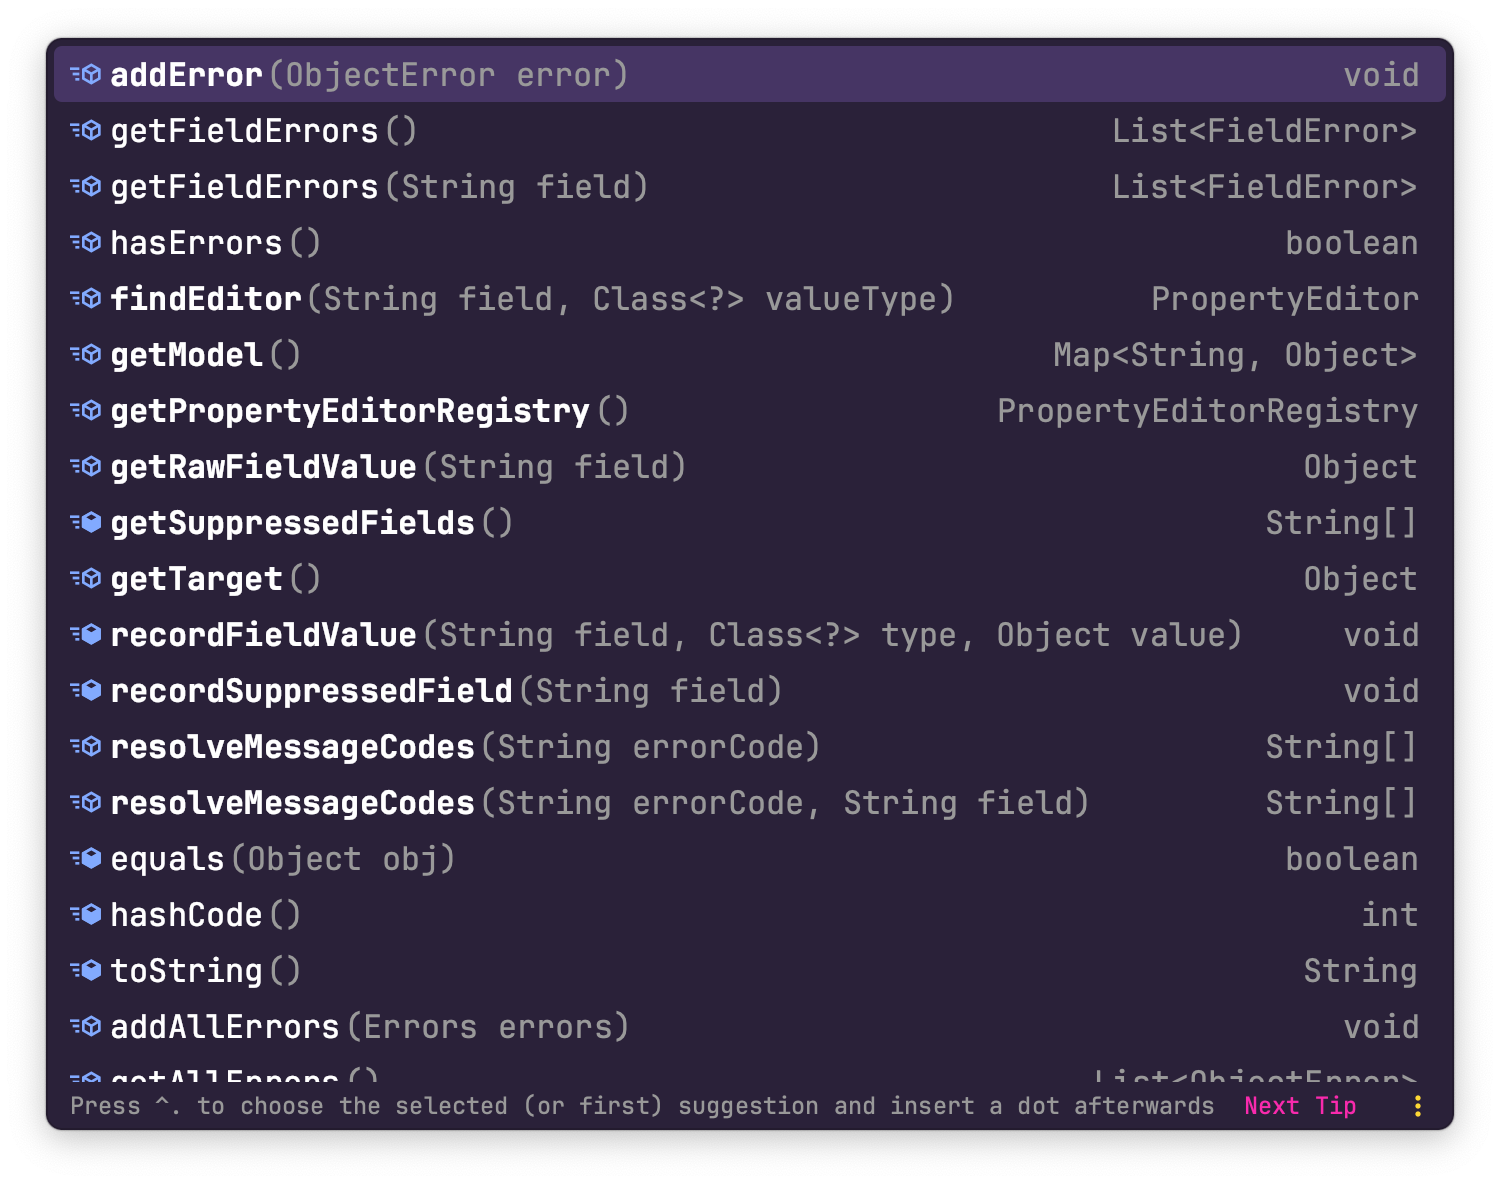 addError(ObjectError error) void
getFieldErrors() List<FieldError>
getFieldErrors(String field) List<FieldError>
hasErrors() boolean
findEditor(String field, Class<?> valueType) PropertyEditor
getModel() Map<String, Object>
getPropertyEditorRegistry() PropertyEditorRegistry
getRawFieldValue(String field) Object
getSuppressedFields() String[]
getTarget() Object
recordFieldValue(String field, Class<?> type, Object value) void
recordSuppressedField(String field) void
resolveMessageCodes(String errorCode) String[]
resolveMessageCodes(String errorCode, String field) String[]
equals(Object obj) boolean
hashCode() int
toString() String
addAllErrors(Errors errors) void
getAllErrors() List<ObjectError>
Press ^. to choose the selected (or first) suggestion and insert a dot afterwards Next Tip